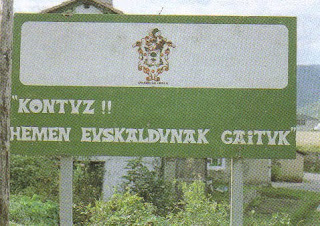 "KONTUZ !!
HEMEN EUSKALDUNAK GAITUK"